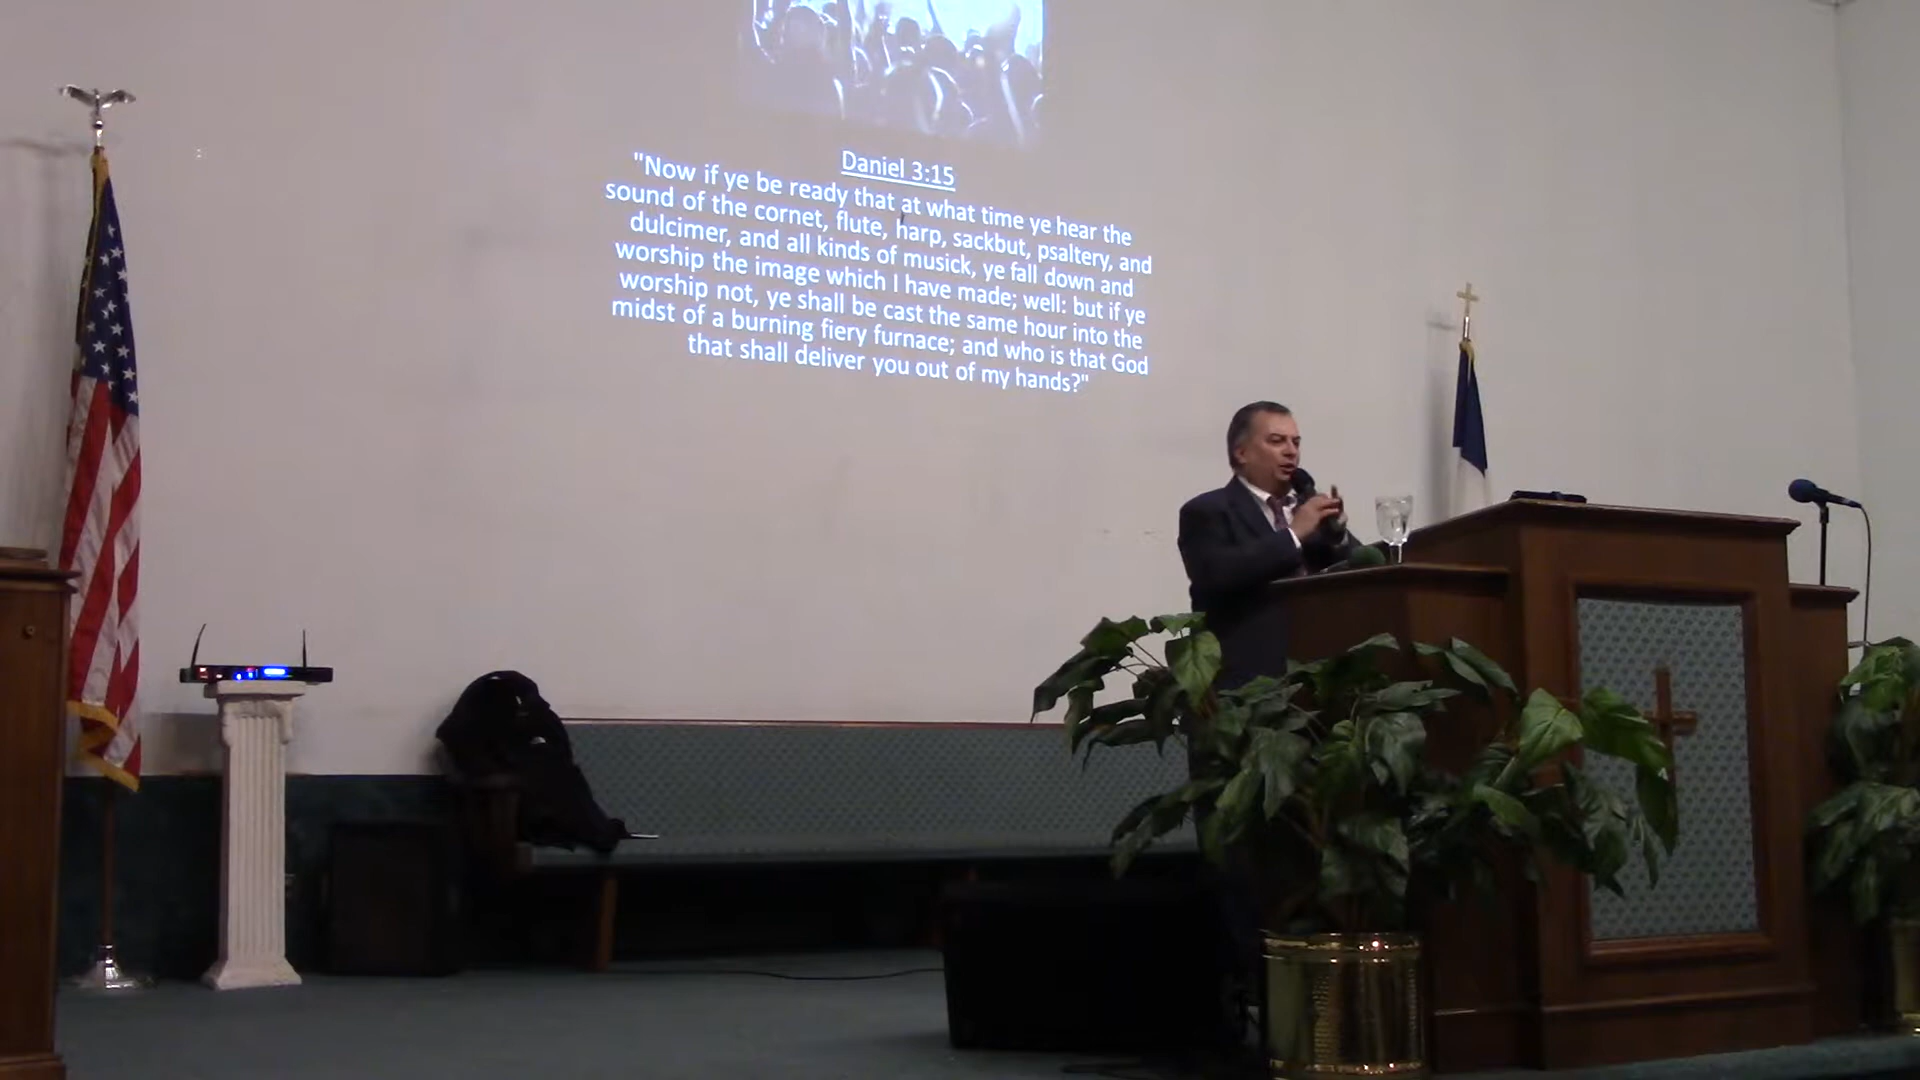 Daniel 3:15
"Now if ye be ready that at what time ye hear the
sound of the cornet, flute, harp, sackbut, psaltery, and
dulcimer, and all kinds of musick, ye fall down and
worship the image which I have made; well: but if ye
worship not, ye shall be cast the same hour into the
midst of a burning fiery furnace; and who is that God
that shall deliver you out of my hands?"